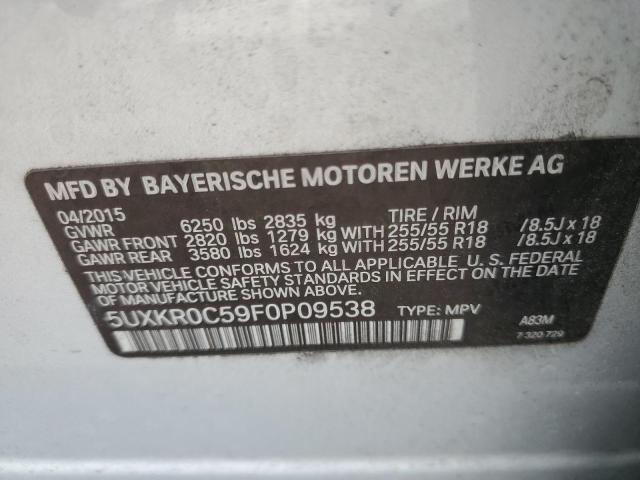 MFD BY BAYERISCHE MOTOREN WERKE AG
04/2015 TIRE / RIM
GVWR 6250 lbs 2835 kg
GAWR FRONT 2820 lbs 1279 kg WITH 255/55 R18 /8.5J x 18
GAWR REAR 3580 lbs 1624 kg WITH 255/55 R18 /8.5J x 18
THIS VEHICLE CONFORMS TO ALL APPLICABLE U. S. FEDERAL
MOTOR VEHICLE SAFETY STANDARDS IN EFFECT ON THE
DATE OF MANUFACTURE SHOWN ABOVE.
5UXKR0C59F0P09538 TYPE: MPV A83M
7 320 729